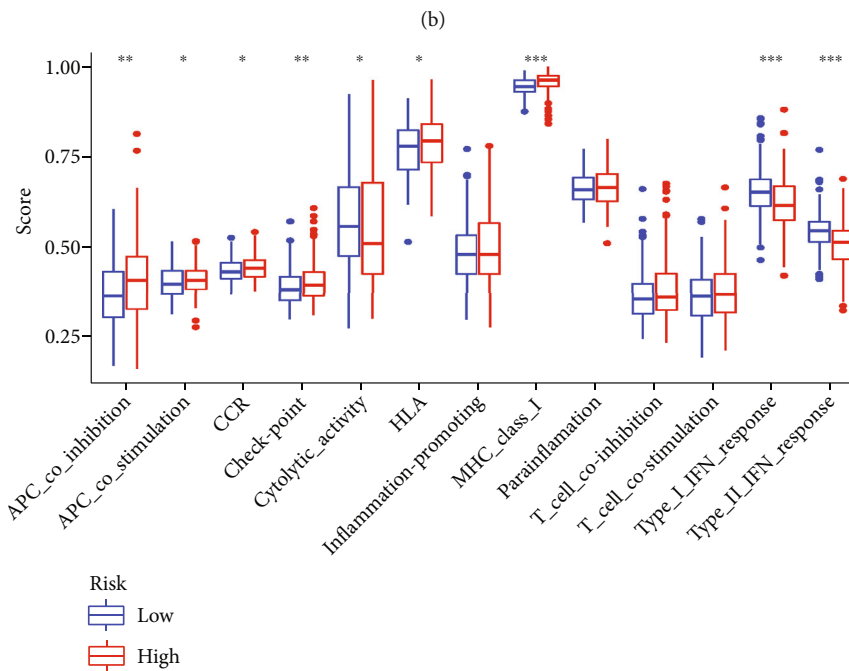 (b)
** * * ** * * *** *** ***
1.00
0.75
0.50
0.25
Score
APC_co_inhibition
APC_co_stimulation
CCR
Check-point
Cytolytic_activity
HLA
Inflammation-promoting
MHC_class_I
Parainflamation
T_cell_co-inhibition
T_cell_co-stimulation
Type_I_IFN_response
Type_II_IFN_response
Risk
Low
High